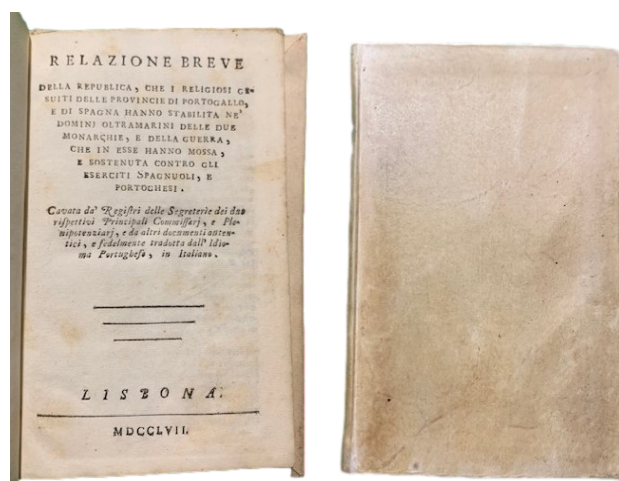 RELAZIONE BREVE
DELLA REPUBLICA, CHE I RELIGIOSI GE-
SUITI DELLE PROVINCIE DI PORTOGALLO,
E DI SPAGNA HANNO STABILITA NE'
DOMINJ OLTRAMARINI DELLE DUE
MONARCHIE, E DELLA GUERRA,
CHE IN ESSE HANNO MOSSA,
E SOSTENUTA CONTRO GLI
ESERCITI SPAGNUOLI, E
PORTOGHESI.
Cavata da' Registri delle Segreterie dei due
rispettivi Principali Commissarj, e Ple-
nipotenziarj, e da altri documenti auten-
tici, e fedelmente tradotta dall' Idio-
ma Portughese, in Italiano.
LISBONA.
MDCCLVII.